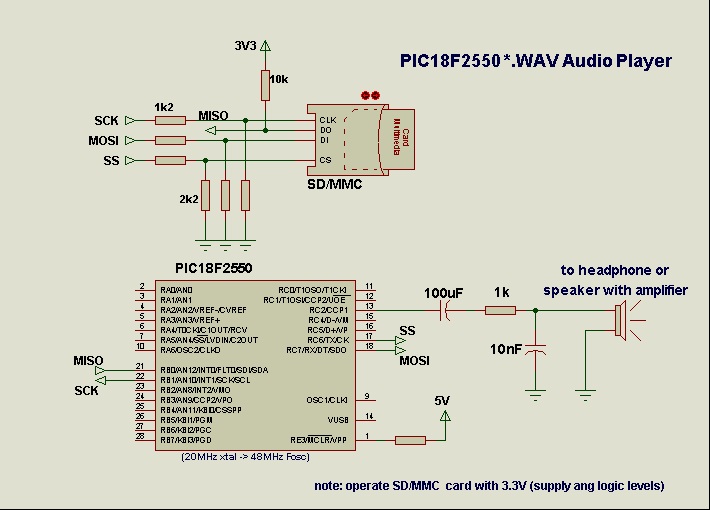 PIC18F2550 *.WAV Audio Player
3V3
10k
1k2
SCK
MISO
MOSI
SS
2k2
CLK
DO
DI
CS
Multimedia
Card
SD/MMC
PIC18F2550
2 RA0/AN0
3 RA1/AN1
4 RA2/AN2/VREF-/CVREF
5 RA3/AN3/VREF+
6 RA4/T0CKI/C1OUT/RCV
7 RA5/AN4/SS/LVDIN/C2OUT
10 RA6/OSC2/CLKO
21 RB0/AN12/INT0/FLT0/SDI/SDA
22 RB1/AN10/INT1/SCK/SCL
23 RB2/AN8/INT2/VMO
24 RB3/AN9/CCP2/VPO
25 RB4/AN11/KBI0/CSSPP
26 RB5/KBI1/PGM
27 RB6/KBI2/PGC
28 RB7/KBI3/PGD
RC0/T1OSO/T1CKI 11
RC1/T1OSI/CCP2/UOE 12
RC2/CCP1 13
RC4/D-/VM 15
RC5/D+/VP 16
RC6/TX/CK 17
RC7/RX/DT/SDO 18
OSC1/CLKI 9
VUSB 14
RE3/MCLR/VPP 1
MISO
SCK
SS
MOSI
100uF
1k
10nF
to headphone or
speaker with amplifier
5V
(20MHz xtal -> 48MHz Fosc)
note: operate SD/MMC card with 3.3V (supply ang logic levels)